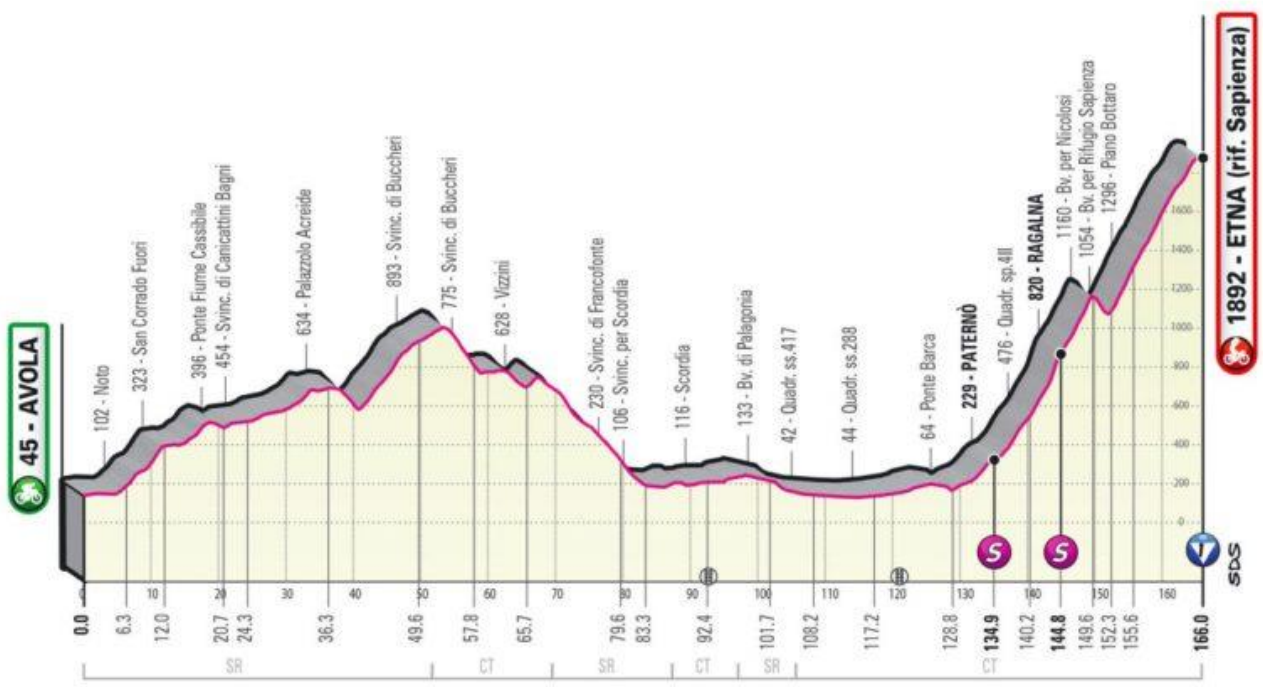 45 - AVOLA
102 - Noto
323 - San Corrado Fuori
396 - Ponte Fiume Cassibile
454 - Svinc. di Canicattini Bagni
634 - Palazzolo Acreide
893 - Svinc. di Buccheri
775 - Svinc. di Buccheri
628 - Vizzini
230 - Svinc. di Francofonte
106 - Svinc. per Scordia
116 - Scordia
133 - Bv. di Palagonia
42 - Quadr. ss.417
44 - Quadr. ss.288
64 - Ponte Barca
229 - PATERNÒ
476 - Quadr. sp.4II
820 - RAGALNA
1160 - Bv. per Nicolosi
1054 - Bv. per Rifugio Sapienza
1296 - Piano Bottaro
1892 - ETNA (rif. Sapienza)
1600
1400
1200
1000
800
600
400
200
0
S S
SDS
0 10 20 30 40 50 60 70 80 90 100 110 120 130 140 150 160
0.0 6.3 12.0 20.7 24.3 36.3 49.6 57.8 65.7 79.6 83.3 92.4 101.7 108.2 117.2 128.8 134.9 140.2 144.8 149.6 152.3 155.6 166.0
SR CT SR CT SR CT